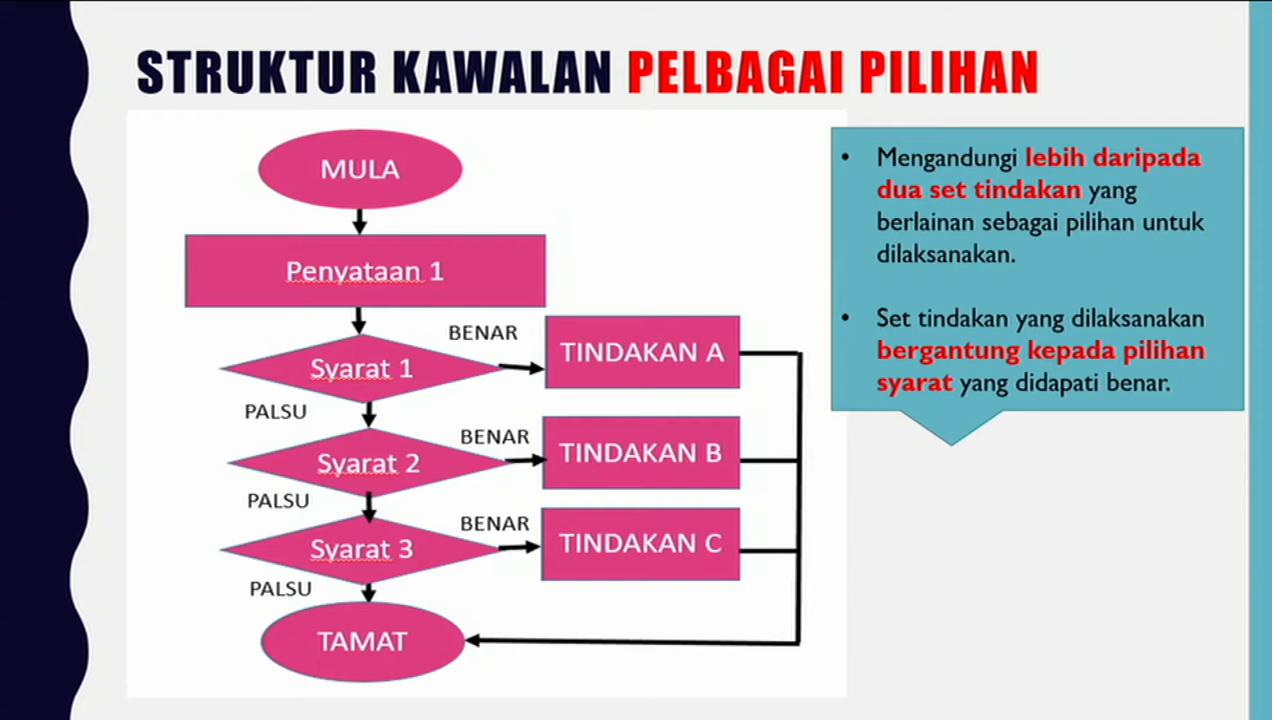 STRUKTUR KAWALAN PELBAGAI PILIHAN
MULA
Penyataan 1
Syarat 1
BENAR
TINDAKAN A
PALSU
Syarat 2
BENAR
TINDAKAN B
PALSU
Syarat 3
BENAR
TINDAKAN C
PALSU
TAMAT
• Mengandungi lebih daripada
dua set tindakan yang
berlainan sebagai pilihan untuk
dilaksanakan.
• Set tindakan yang dilaksanakan
bergantung kepada pilihan
syarat yang didapati benar.